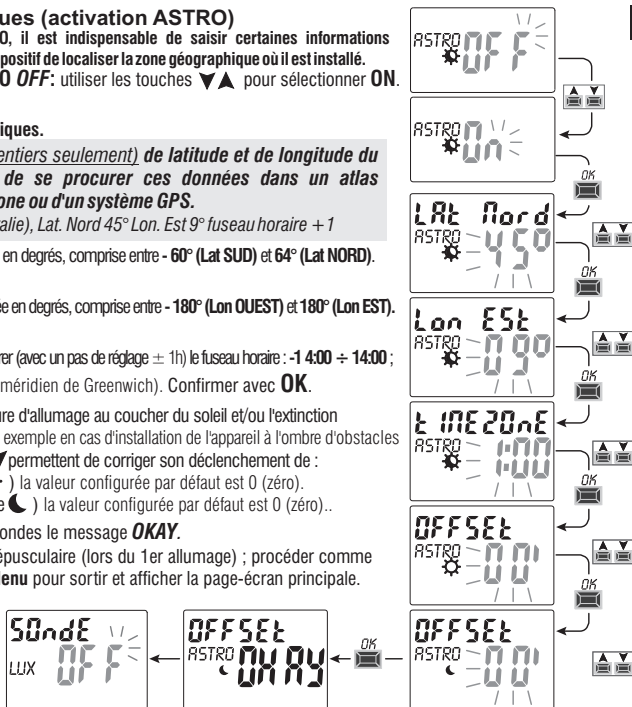 ques (activation ASTRO)
O, il est indispensable de saisir certaines informations
positif de localiser la zone géographique où il est installé.
O OFF: utiliser les touches ▼▲ pour sélectionner ON.
iques.
entiers seulement) de latitude et de longitude du
de se procurer ces données dans un atlas
one ou d'un système GPS.
alie), Lat. Nord 45° Lon. Est 9° fuseau horaire +1
en degrés, comprise entre - 60° (Lat SUD) et 64° (Lat NORD).
ée en degrés, comprise entre - 180° (Lon OUEST) et 180° (Lon EST).
rer (avec un pas de réglage ± 1h) le fuseau horaire : -1 4:00 ÷ 14:00 ;
méridien de Greenwich). Confirmer avec OK.
ure d'allumage au coucher du soleil et/ou l'extinction
exemple en cas d'installation de l'appareil à l'ombre d'obstacles
permettent de corriger son déclenchement de :
) la valeur configurée par défaut est 0 (zéro).
e ) la valeur configurée par défaut est 0 (zéro)..
ondes le message OKAY.
épusculaire (lors du 1er allumage) ; procéder comme
enu pour sortir et afficher la page-écran principale.
ASTRO OFF
ASTRO On
OK
LAt Nord
ASTRO 45°
OK
Lon ESt
ASTRO 09°
OK
tIMEZOnE
ASTRO 1:00
OK
OFFSEt
ASTRO 00'
OK
OFFSEt
ASTRO 00'
OK
OFFSEt
ASTRO OKAY
SOndE
LUX OFF